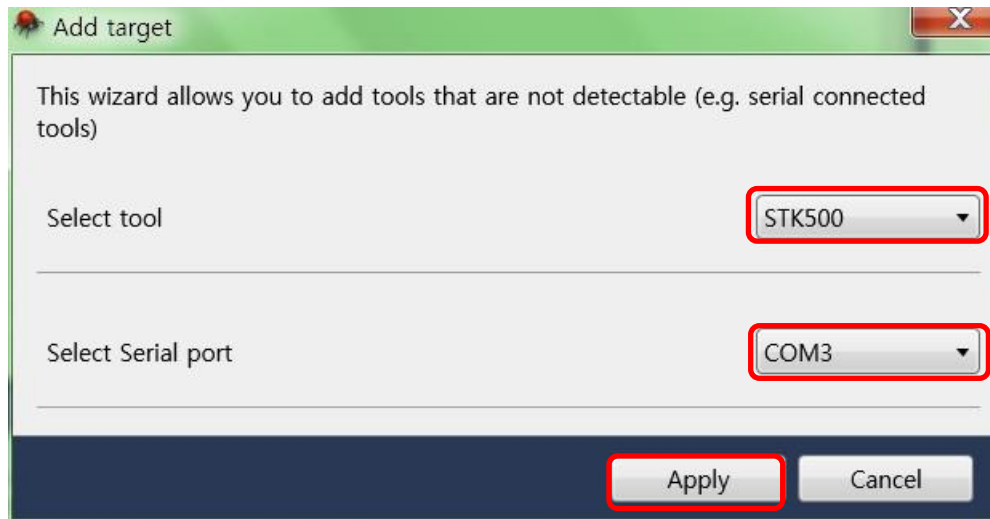 Add target
This wizard allows you to add tools that are not detectable (e.g. serial connected
tools)
Select tool
STK500
Select Serial port
COM3
Apply
Cancel